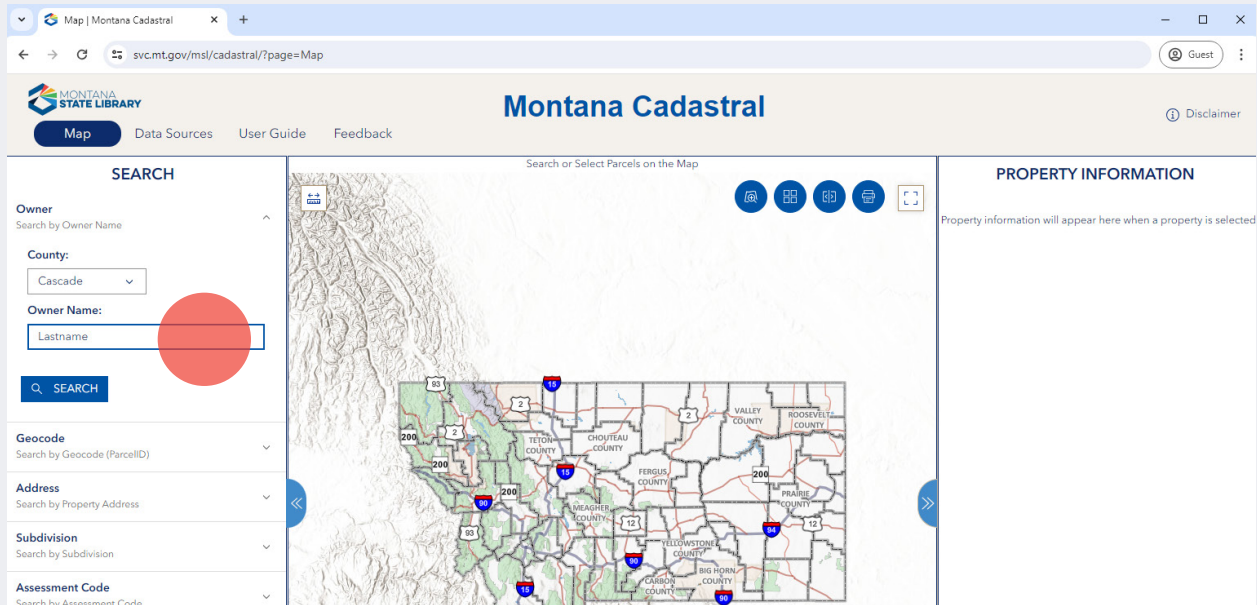 Map | Montana Cadastral
svc.mt.gov/msl/cadastral/?page=Map
Guest
MONTANA
STATE LIBRARY
Montana Cadastral
Disclaimer
Map
Data Sources
User Guide
Feedback
SEARCH
Owner
Search by Owner Name
County:
Cascade
Owner Name:
Lastname
SEARCH
Geocode
Search by Geocode (ParcelID)
Address
Search by Property Address
Subdivision
Search by Subdivision
Assessment Code
Search by Assessment Code
Search or Select Parcels on the Map
93
15
2
2
VALLEY
COUNTY
ROOSEVELT
COUNTY
200
2
TETON
COUNTY
CHOUTEAU
COUNTY
200
15
FERGUS
COUNTY
200
200
90
PRAIRIE
COUNTY
MEAGHER
COUNTY
12
94
12
93
YELLOWSTONE
COUNTY
90
BIG HORN
COUNTY
CARBON
COUNTY
15
90
PROPERTY INFORMATION
Property information will appear here when a property is selected